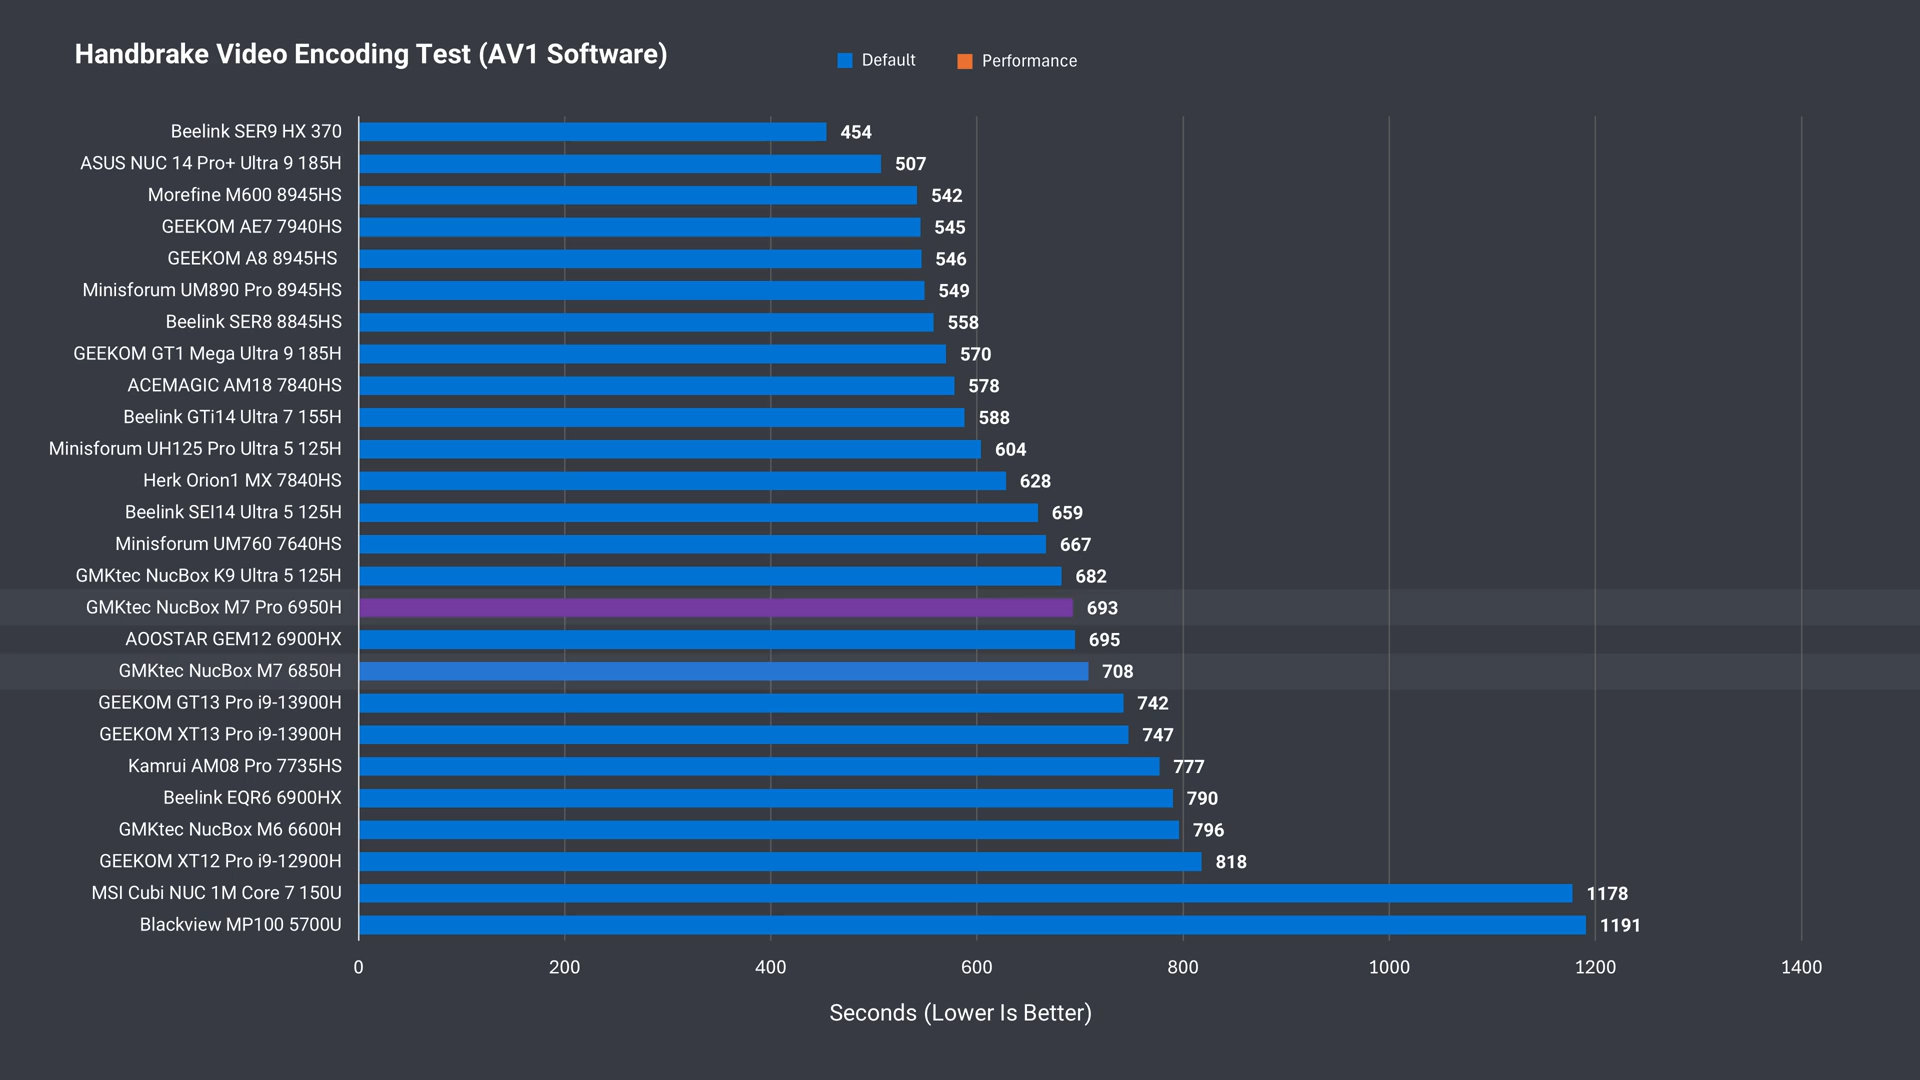 Handbrake Video Encoding Test (AV1 Software)
Default
Performance
Beelink SER9 HX 370 454
ASUS NUC 14 Pro+ Ultra 9 185H 507
Morefine M600 8945HS 542
GEEKOM AE7 7940HS 545
GEEKOM A8 8945HS 546
Minisforum UM890 Pro 8945HS 549
Beelink SER8 8845HS 558
GEEKOM GT1 Mega Ultra 9 185H 570
ACEMAGIC AM18 7840HS 578
Beelink GTi14 Ultra 7 155H 588
Minisforum UH125 Pro Ultra 5 125H 604
Herk Orion1 MX 7840HS 628
Beelink SEI14 Ultra 5 125H 659
Minisforum UM760 7640HS 667
GMKtec NucBox K9 Ultra 5 125H 682
GMKtec NucBox M7 Pro 6950H 693
AOOSTAR GEM12 6900HX 695
GMKtec NucBox M7 6850H 708
GEEKOM GT13 Pro i9-13900H 742
GEEKOM XT13 Pro i9-13900H 747
Kamrui AM08 Pro 7735HS 777
Beelink EQR6 6900HX 790
GMKtec NucBox M6 6600H 796
GEEKOM XT12 Pro i9-12900H 818
MSI Cubi NUC 1M Core 7 150U 1178
Blackview MP100 5700U 1191
0 200 400 600 800 1000 1200 1400
Seconds (Lower Is Better)